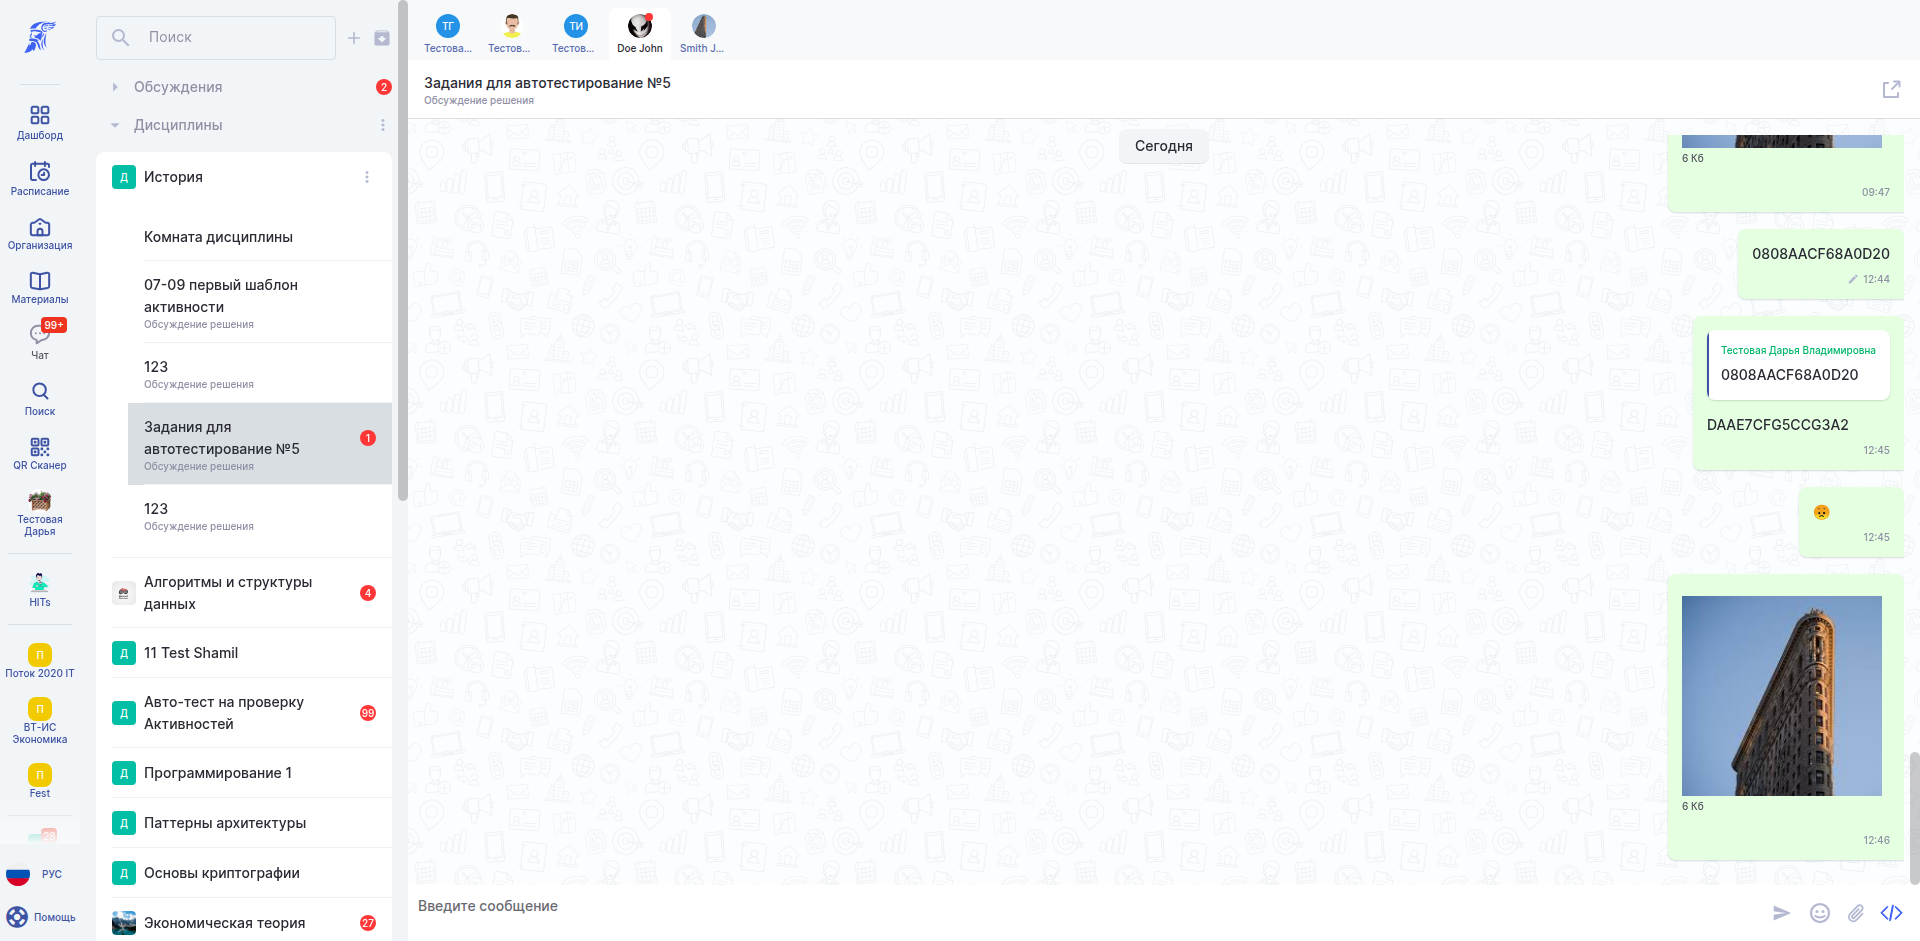 Дашборд
Расписание
Организация
Материалы
99+
Чат
Поиск
QR Сканер
Тестовая
Дарья
HITs
П
Поток 2020 IT
П
ВТ-ИС
Экономика
П
Fest
28
РУС
Помощь
Поиск
Обсуждения
2
Дисциплины
Д
История
Комната дисциплины
07-09 первый шаблон
активности
Обсуждение решения
123
Обсуждение решения
Задания для
автотестирование №5
1
Обсуждение решения
123
Обсуждение решения
Алгоритмы и структуры
данных
4
Д
11 Test Shamil
Д
Авто-тест на проверку
Активностей
99
Д
Программирование 1
Д
Паттерны архитектуры
Д
Основы криптографии
Экономическая теория
27
ТГ
Тестова...
Тестов...
ТИ
Тестов...
Doe John
Smith J...
Задания для автотестирование №5
Обсуждение решения
Сегодня
6 Кб
09:47
0808AACF68A0D20
12:44
Тестовая Дарья Владимировна
0808AACF68A0D20
DAAE7CFG5CCG3A2
12:45
12:45
6 Кб
12:46
Введите сообщение